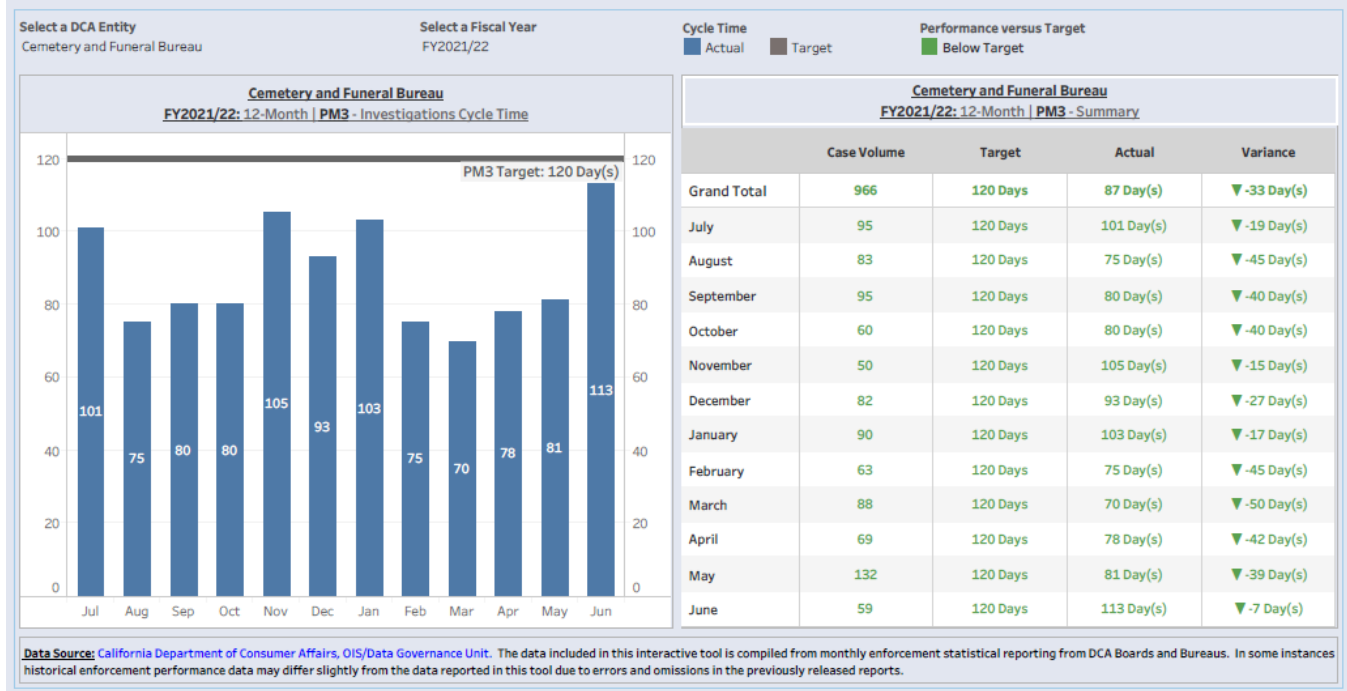 Select a DCA Entity
Cemetery and Funeral Bureau
Select a Fiscal Year
FY2021/22
Cycle Time
Actual Target
Performance versus Target
Below Target
Cemetery and Funeral Bureau
FY2021/22: 12-Month | PM3 - Investigations Cycle Time
120 120
PM3 Target: 120 Day(s)
100 100
80 80
60 60
40 40
20 20
0 0
101 75 80 80 105 93 103 75 70 78 81 113
Jul Aug Sep Oct Nov Dec Jan Feb Mar Apr May Jun
Cemetery and Funeral Bureau
FY2021/22: 12-Month | PM3 - Summary
Case Volume Target Actual Variance
Grand Total 966 120 Days 87 Day(s) ▼ -33 Day(s)
July 95 120 Days 101 Day(s) ▼ -19 Day(s)
August 83 120 Days 75 Day(s) ▼ -45 Day(s)
September 95 120 Days 80 Day(s) ▼ -40 Day(s)
October 60 120 Days 80 Day(s) ▼ -40 Day(s)
November 50 120 Days 105 Day(s) ▼ -15 Day(s)
December 82 120 Days 93 Day(s) ▼ -27 Day(s)
January 90 120 Days 103 Day(s) ▼ -17 Day(s)
February 63 120 Days 75 Day(s) ▼ -45 Day(s)
March 88 120 Days 70 Day(s) ▼ -50 Day(s)
April 69 120 Days 78 Day(s) ▼ -42 Day(s)
May 132 120 Days 81 Day(s) ▼ -39 Day(s)
June 59 120 Days 113 Day(s) ▼ -7 Day(s)
Data Source: California Department of Consumer Affairs, OIS/Data Governance Unit. The data included in this interactive tool is compiled from monthly enforcement statistical reporting from DCA Boards and Bureaus. In some instances
historical enforcement performance data may differ slightly from the data reported in this tool due to errors and omissions in the previously released reports.